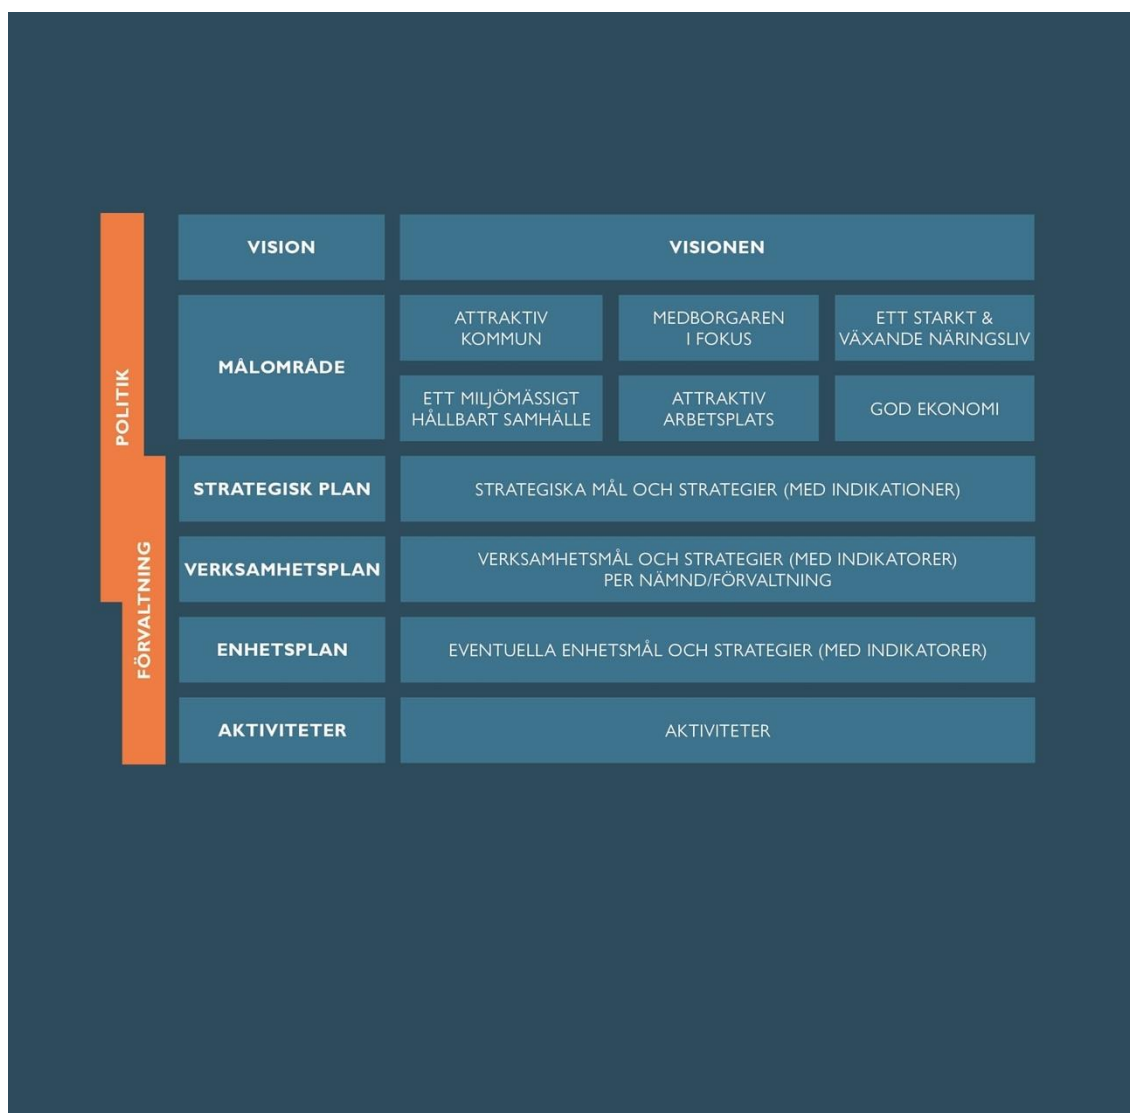 POLITIK
FÖRVALTNING
VISION
VISIONEN
MÅLOMRÅDE
ATTRAKTIV
KOMMUN
MEDBORGAREN
I FOKUS
ETT STARKT &
VÄXANDE NÄRINGSLIV
ETT MILJÖMÄSSIGT
HÅLLBART SAMHÄLLE
ATTRAKTIV
ARBETSPLATS
GOD EKONOMI
STRATEGISK PLAN
STRATEGISKA MÅL OCH STRATEGIER (MED INDIKATIONER)
VERKSAMHETSPLAN
VERKSAMHETSMÅL OCH STRATEGIER (MED INDIKATORER)
PER NÄMND/FÖRVALTNING
ENHETSPLAN
EVENTUELLA ENHETSMÅL OCH STRATEGIER (MED INDIKATORER)
AKTIVITETER
AKTIVITETER